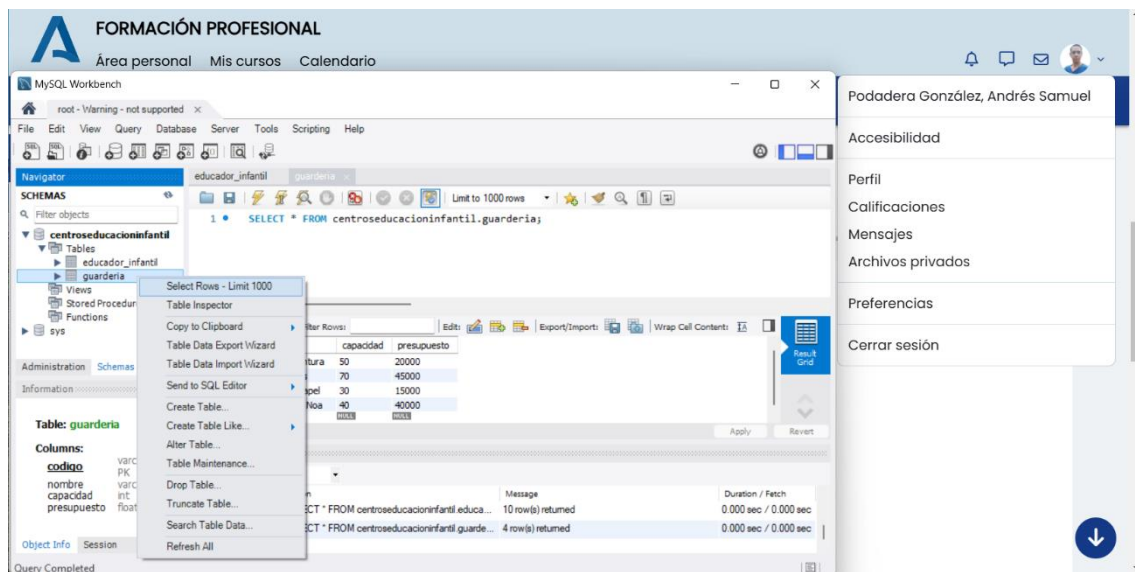 FORMACIÓN PROFESIONAL
Área personal Mis cursos Calendario
MySQL Workbench
root - Warning - not supported
File Edit View Query Database Server Tools Scripting Help
Navigator
SCHEMAS
Filter objects
centroseducacioninfantil
Tables
educador_infantil
guarderia
Views
Stored Procedur
Functions
sys
Administration Schemas
Information
Table: guarderia
Columns:
codigo varc
PK
nombre varc
capacidad int
presupuesto float
Object Info Session
Query Completed
educador_infantil guarderia
Limit to 1000 rows
1 SELECT * FROM centroseducacioninfantil.guarderia;
Select Rows - Limit 1000
Table Inspector
Copy to Clipboard
Table Data Export Wizard
Table Data Import Wizard
Send to SQL Editor
Create Table...
Create Table Like...
Alter Table...
Table Maintenance...
Drop Table...
Truncate Table...
Search Table Data...
Refresh All
lter Rows: Edit: Export/Import: Wrap Cell Content:
capacidad presupuesto
tura 50 20000
70 45000
apel 30 15000
Noa 40 40000
NULL NULL
Result
Grid
Apply Revert
Message Duration / Fetch
ECT * FROM centroseducacioninfantil.educa... 10 row(s) returned 0.000 sec / 0.000 sec
ECT * FROM centroseducacioninfantil.guarde... 4 row(s) returned 0.000 sec / 0.000 sec
Podadera González, Andrés Samuel
Accesibilidad
Perfil
Calificaciones
Mensajes
Archivos privados
Preferencias
Cerrar sesión